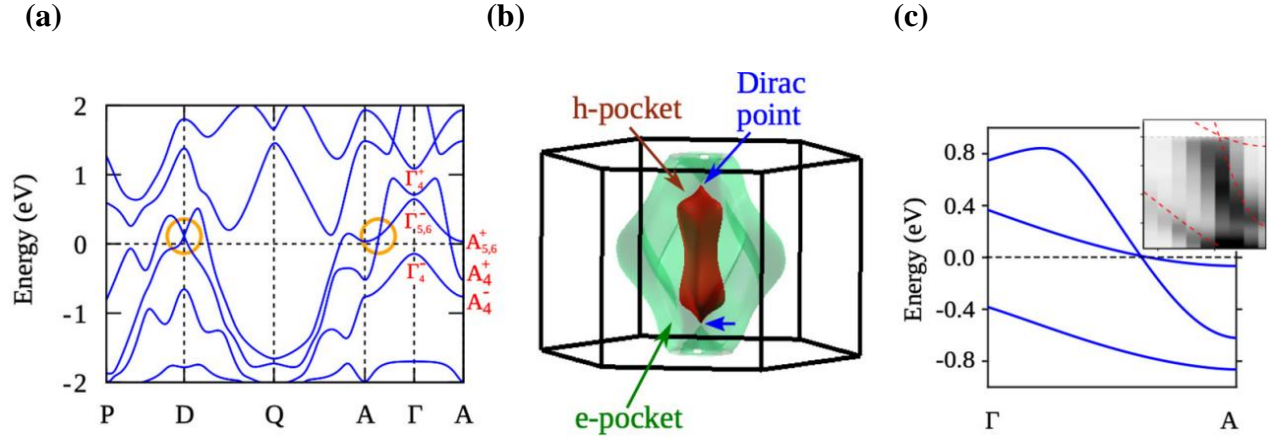 (a)
(b)
(c)
2
1
0
-1
-2
Energy (eV)
P
D
Q
A
Γ
A
Γ₄⁺
Γ₅,₆⁻
Γ₄⁻
A₅,₆⁺
A₄⁺
A₄⁻
h-pocket
Dirac
point
e-pocket
0.8
0.4
0.0
-0.4
-0.8
Energy (eV)
Γ
A